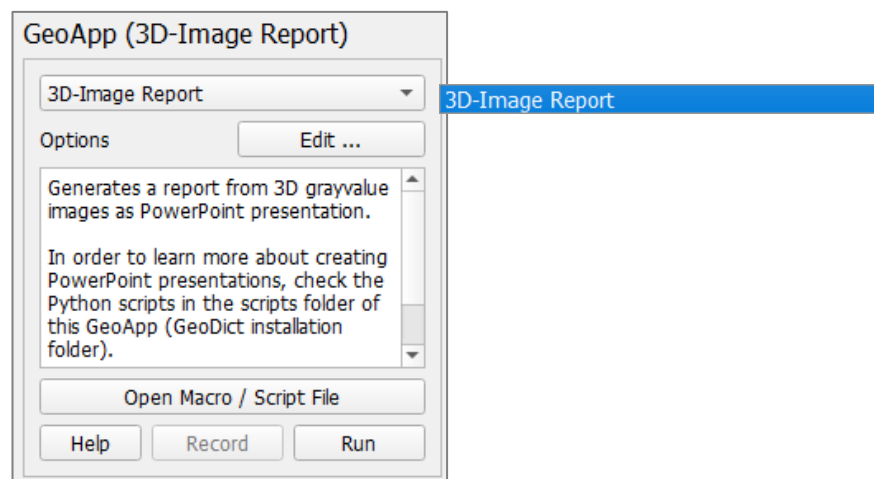 GeoApp (3D-Image Report)
3D-Image Report
3D-Image Report
Options
Edit ...
Generates a report from 3D grayvalue
images as PowerPoint presentation.
In order to learn more about creating
PowerPoint presentations, check the
Python scripts in the scripts folder of
this GeoApp (GeoDict installation
folder).
Open Macro / Script File
Help
Record
Run